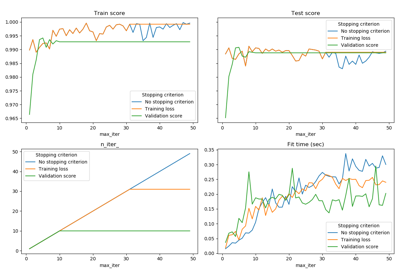 Train score
1.000
0.995
0.990
0.985
0.980
0.975
0.970
0.965
Stopping criterion
No stopping criterion
Training loss
Validation score
0 10 20 30 40 50
max_iter
Test score
Stopping criterion
No stopping criterion
Training loss
Validation score
0 10 20 30 40 50
max_iter
n_iter_
50
40
30
20
10
0
Stopping criterion
No stopping criterion
Training loss
Validation score
0 10 20 30 40 50
max_iter
Fit time (sec)
0.35
0.30
0.25
0.20
0.15
0.10
0.05
0.00
Stopping criterion
No stopping criterion
Training loss
Validation score
0 10 20 30 40 50
max_iter